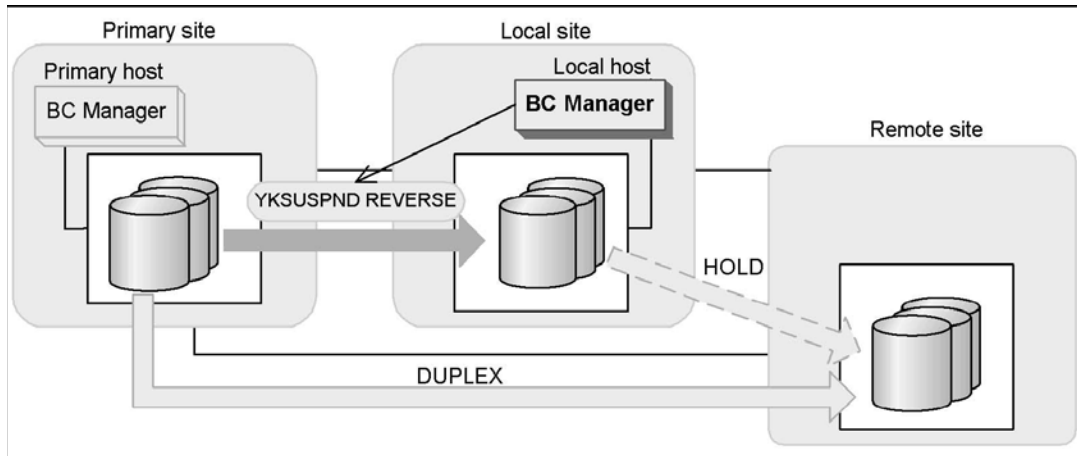 Primary site
Local site
Primary host
Local host
BC Manager
BC Manager
Remote site
YKSUSPND REVERSE
HOLD
DUPLEX